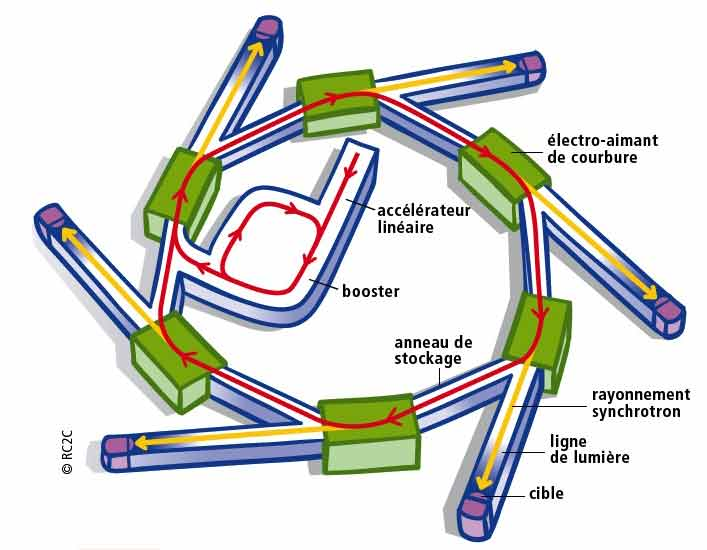 électro-aimant
de courbure
accélérateur
linéaire
booster
anneau de
stockage
rayonnement
synchrotron
ligne
de lumière
cible
© RC2C